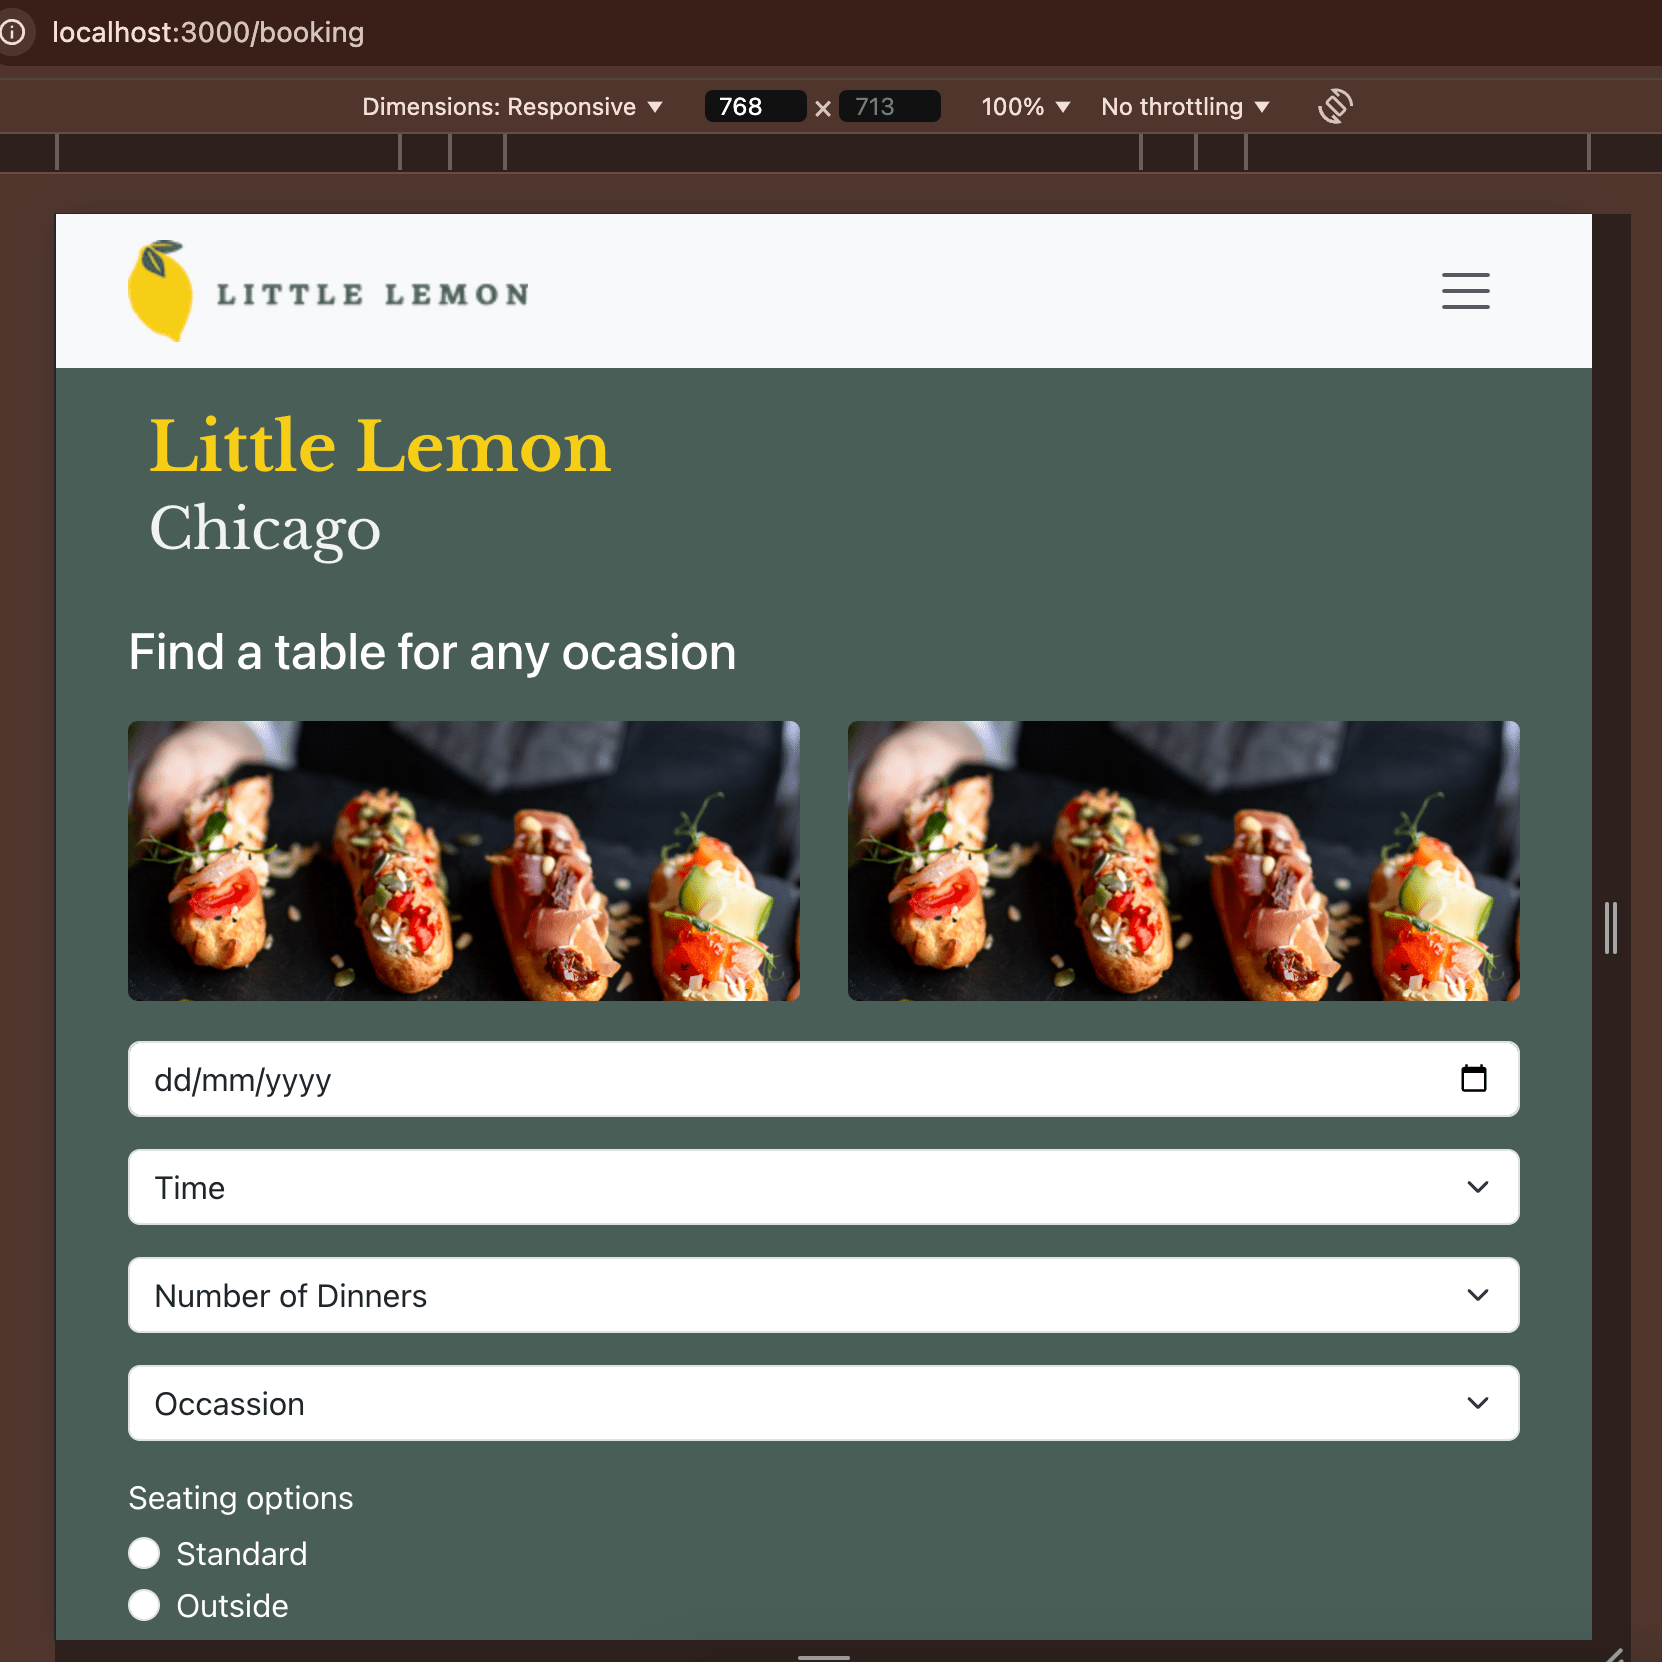 localhost:3000/booking
Dimensions: Responsive ▼ 768 × 713 100% ▼ No throttling ▼
LITTLE LEMON
Little Lemon
Chicago
Find a table for any ocasion
dd/mm/yyyy
Time
Number of Dinners
Occassion
Seating options
Standard
Outside